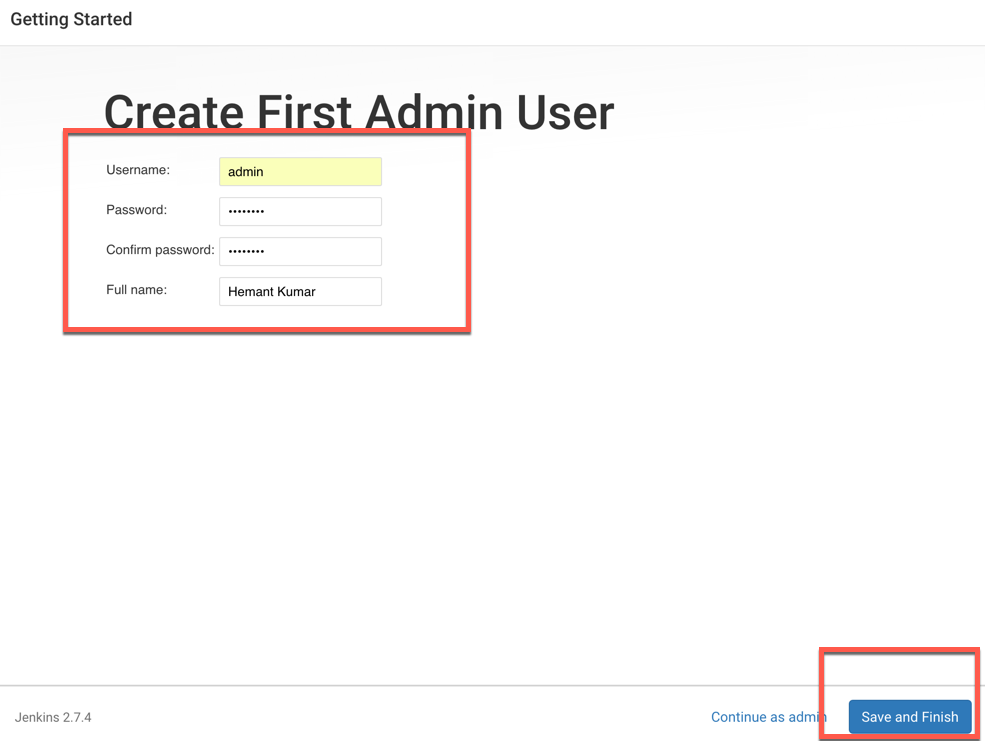 Getting Started
Create First Admin User
Username: admin
Password: ••••••••
Confirm password: ••••••••
Full name: Hemant Kumar
Jenkins 2.7.4 Continue as admin Save and Finish